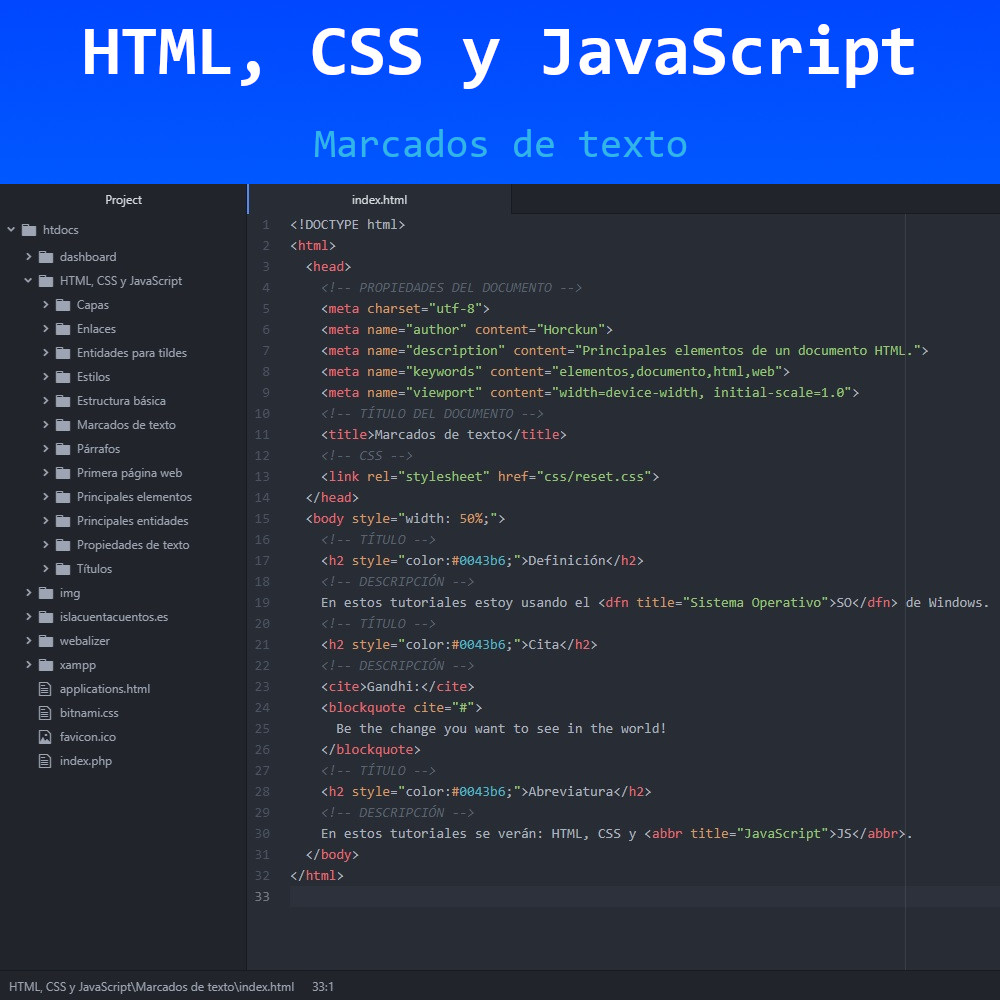 HTML, CSS y JavaScript
Marcados de texto
Project
htdocs
dashboard
HTML, CSS y JavaScript
Capas
Enlaces
Entidades para tildes
Estilos
Estructura básica
Marcados de texto
Párrafos
Primera página web
Principales elementos
Principales entidades
Propiedades de texto
Títulos
img
islacuentacuentos.es
webalizer
xampp
applications.html
bitnami.css
favicon.ico
index.php
index.html
1 <!DOCTYPE html>
2 <html>
3 <head>
4 <!-- PROPIEDADES DEL DOCUMENTO -->
5 <meta charset="utf-8">
6 <meta name="author" content="Horckun">
7 <meta name="description" content="Principales elementos de un documento HTML.">
8 <meta name="keywords" content="elementos,documento,html,web">
9 <meta name="viewport" content="width=device-width, initial-scale=1.0">
10 <!-- TÍTULO DEL DOCUMENTO -->
11 <title>Marcados de texto</title>
12 <!-- CSS -->
13 <link rel="stylesheet" href="css/reset.css">
14 </head>
15 <body style="width: 50%;">
16 <!-- TÍTULO -->
17 <h2 style="color:#0043b6;">Definición</h2>
18 <!-- DESCRIPCIÓN -->
19 En estos tutoriales estoy usando el <dfn title="Sistema Operativo">SO</dfn> de Windows.
20 <!-- TÍTULO -->
21 <h2 style="color:#0043b6;">Cita</h2>
22 <!-- DESCRIPCIÓN -->
23 <cite>Gandhi:</cite>
24 <blockquote cite="#">
25 Be the change you want to see in the world!
26 </blockquote>
27 <!-- TÍTULO -->
28 <h2 style="color:#0043b6;">Abreviatura</h2>
29 <!-- DESCRIPCIÓN -->
30 En estos tutoriales se verán: HTML, CSS y <abbr title="JavaScript">JS</abbr>.
31 </body>
32 </html>
33
HTML, CSS y JavaScript\Marcados de texto\index.html 33:1